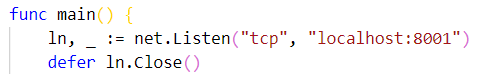 func main() {
    ln, _ := net.Listen("tcp", "localhost:8001")
    defer ln.Close()